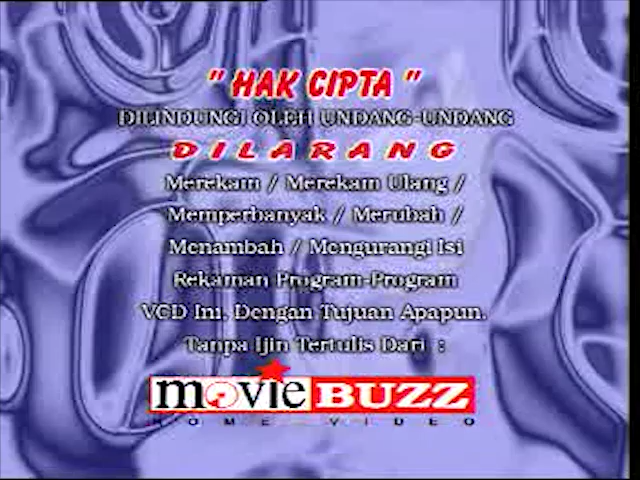 " HAK CIPTA "
DILINDUNGI OLEH UNDANG-UNDANG
DILARANG
Merekam / Merekam Ulang /
Memperbanyak / Merubah /
Menambah / Mengurangi Isi
Rekaman Program-Program
VCD Ini, Dengan Tujuan Apapun.
Tanpa Ijin Tertulis Dari :
movie BUZZ
HOME VIDEO